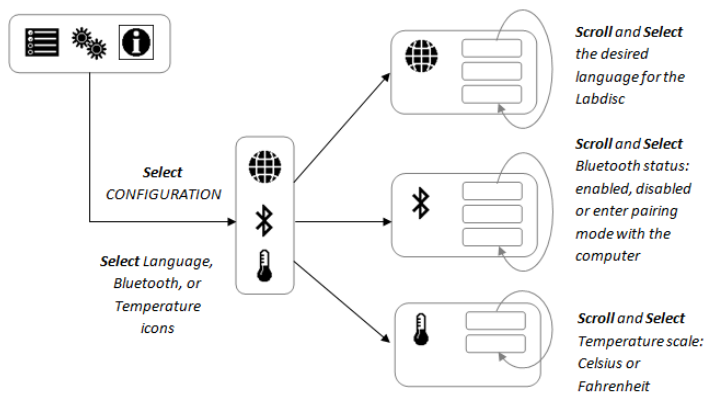 Scroll and Select
the desired
language for the
Labdisc
Select
CONFIGURATION
Scroll and Select
Bluetooth status:
enabled, disabled
or enter pairing
mode with the
computer
Select Language,
Bluetooth, or
Temperature
icons
Scroll and Select
Temperature scale:
Celsius or
Fahrenheit